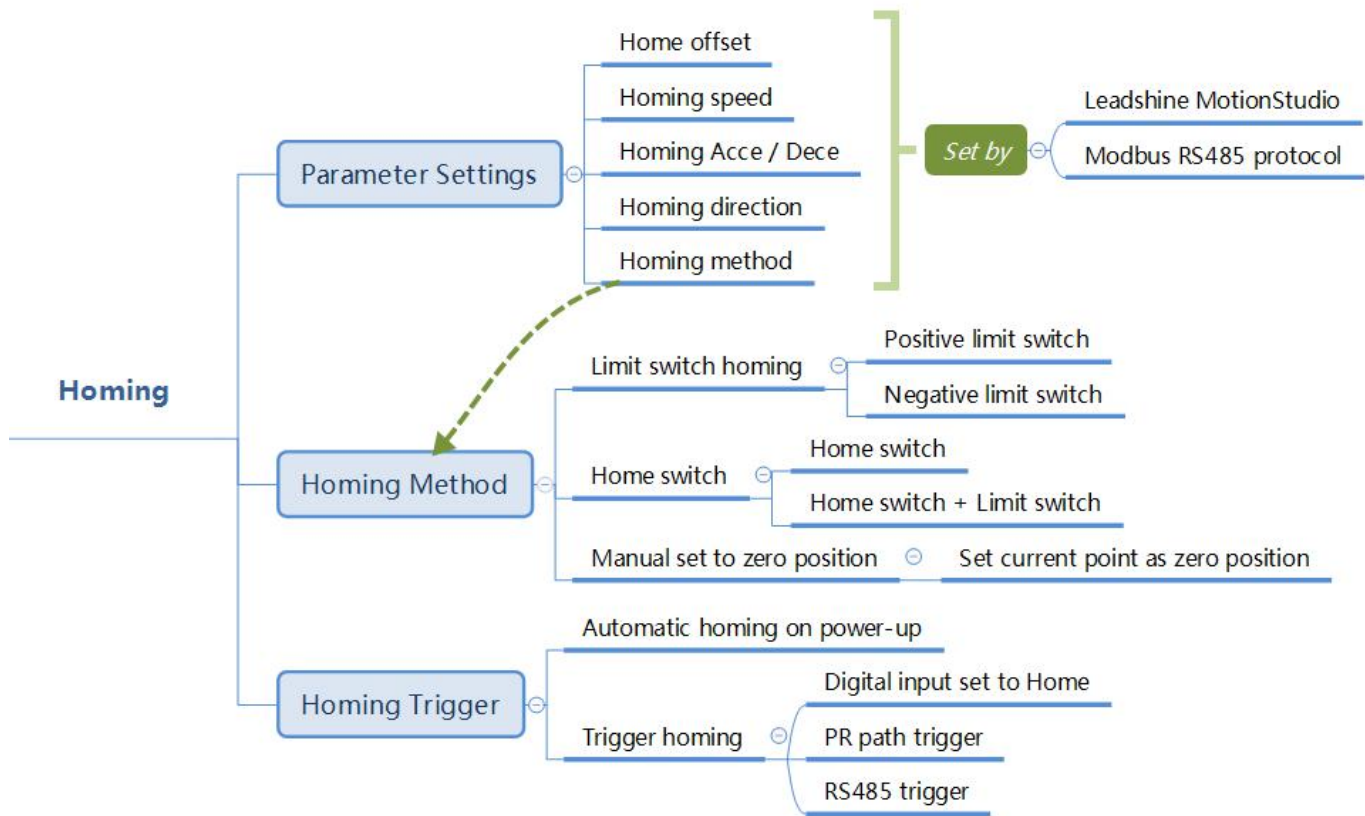 Homing
Parameter Settings
Home offset
Homing speed
Homing Acce / Dece
Homing direction
Homing method
Set by
Leadshine MotionStudio
Modbus RS485 protocol
Homing Method
Limit switch homing
Positive limit switch
Negative limit switch
Home switch
Home switch
Home switch + Limit switch
Manual set to zero position
Set current point as zero position
Homing Trigger
Automatic homing on power-up
Trigger homing
Digital input set to Home
PR path trigger
RS485 trigger